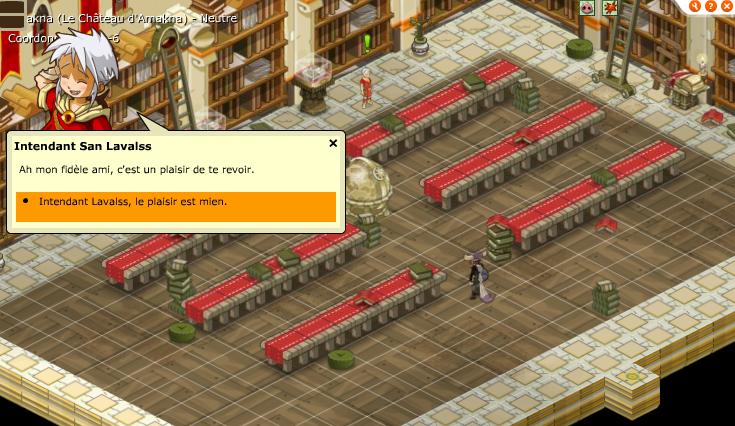 akna (Le Château d'Amakna) - Neutre
Coordon -6
Intendant San Lavalss
Ah mon fidèle ami, c'est un plaisir de te revoir.
Intendant Lavalss, le plaisir est mien.